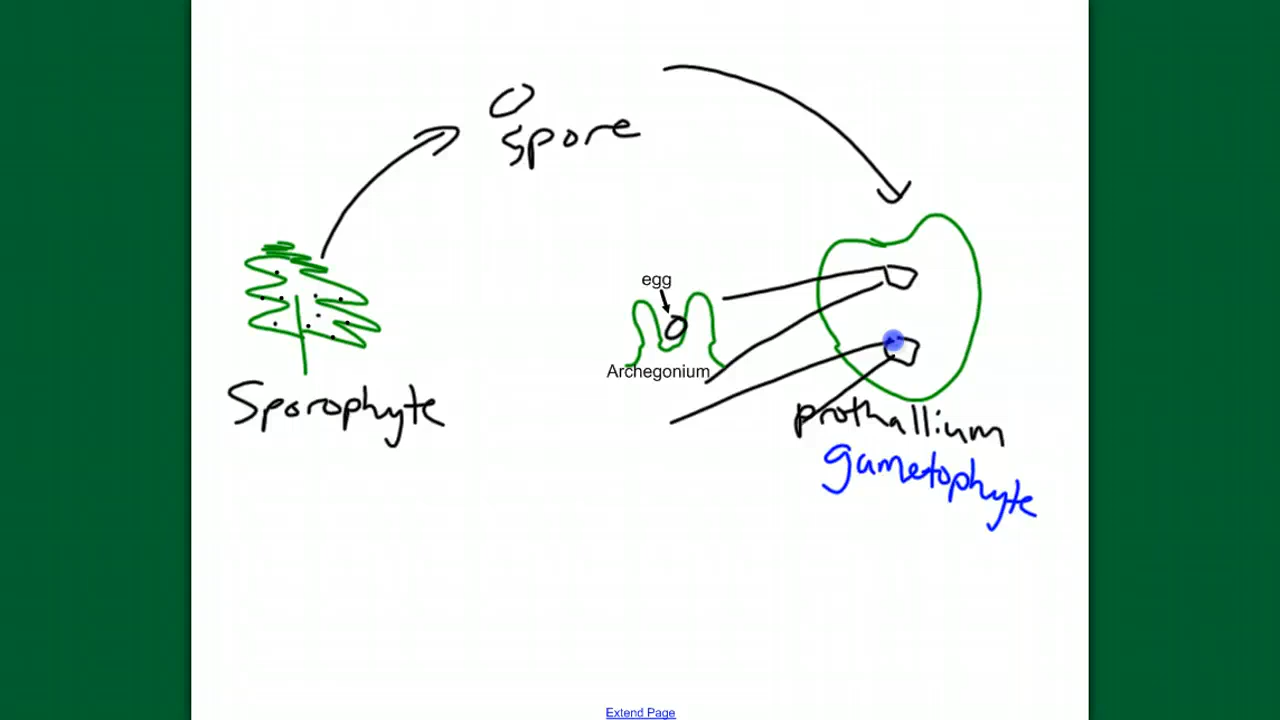 spore
egg
Archegonium
Sporophyte
prothallium
gametophyte
Extend Page